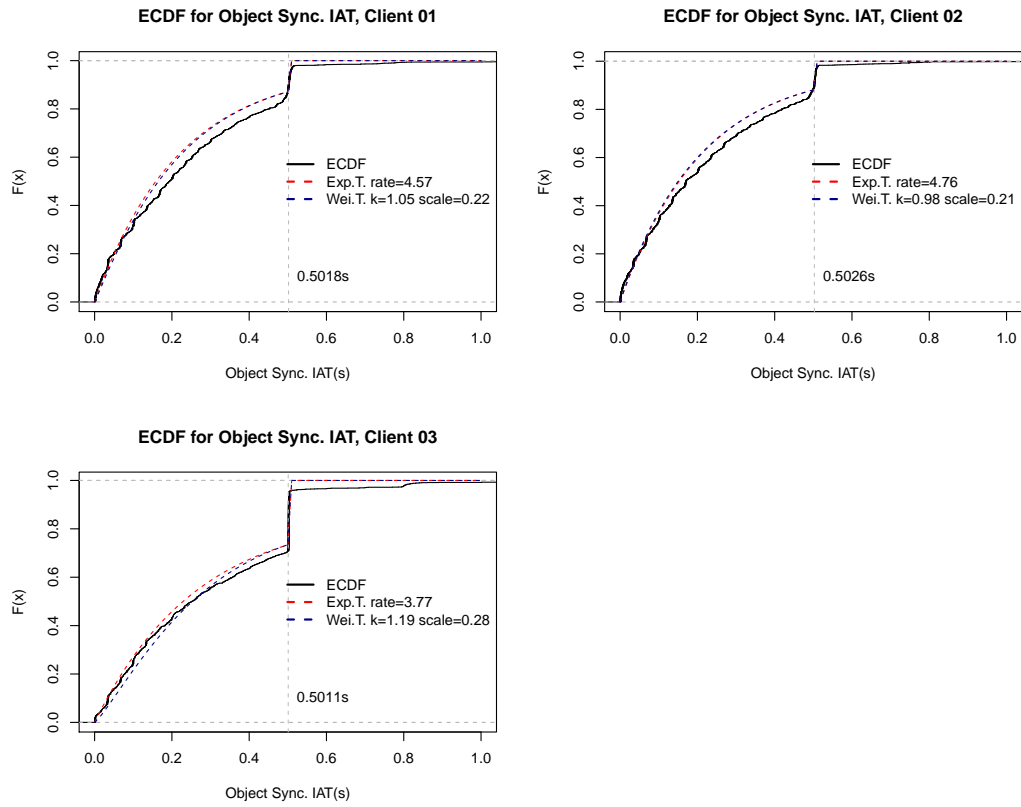 ECDF for Object Sync. IAT, Client 01
F(x)
1.0
0.8
0.6
0.4
0.2
0.0
ECDF
Exp.T. rate=4.57
Wei.T. k=1.05 scale=0.22
0.5018s
0.0 0.2 0.4 0.6 0.8 1.0
Object Sync. IAT(s)
ECDF for Object Sync. IAT, Client 02
F(x)
1.0
0.8
0.6
0.4
0.2
0.0
ECDF
Exp.T. rate=4.76
Wei.T. k=0.98 scale=0.21
0.5026s
0.0 0.2 0.4 0.6 0.8 1.0
Object Sync. IAT(s)
ECDF for Object Sync. IAT, Client 03
F(x)
1.0
0.8
0.6
0.4
0.2
0.0
ECDF
Exp.T. rate=3.77
Wei.T. k=1.19 scale=0.28
0.5011s
0.0 0.2 0.4 0.6 0.8 1.0
Object Sync. IAT(s)